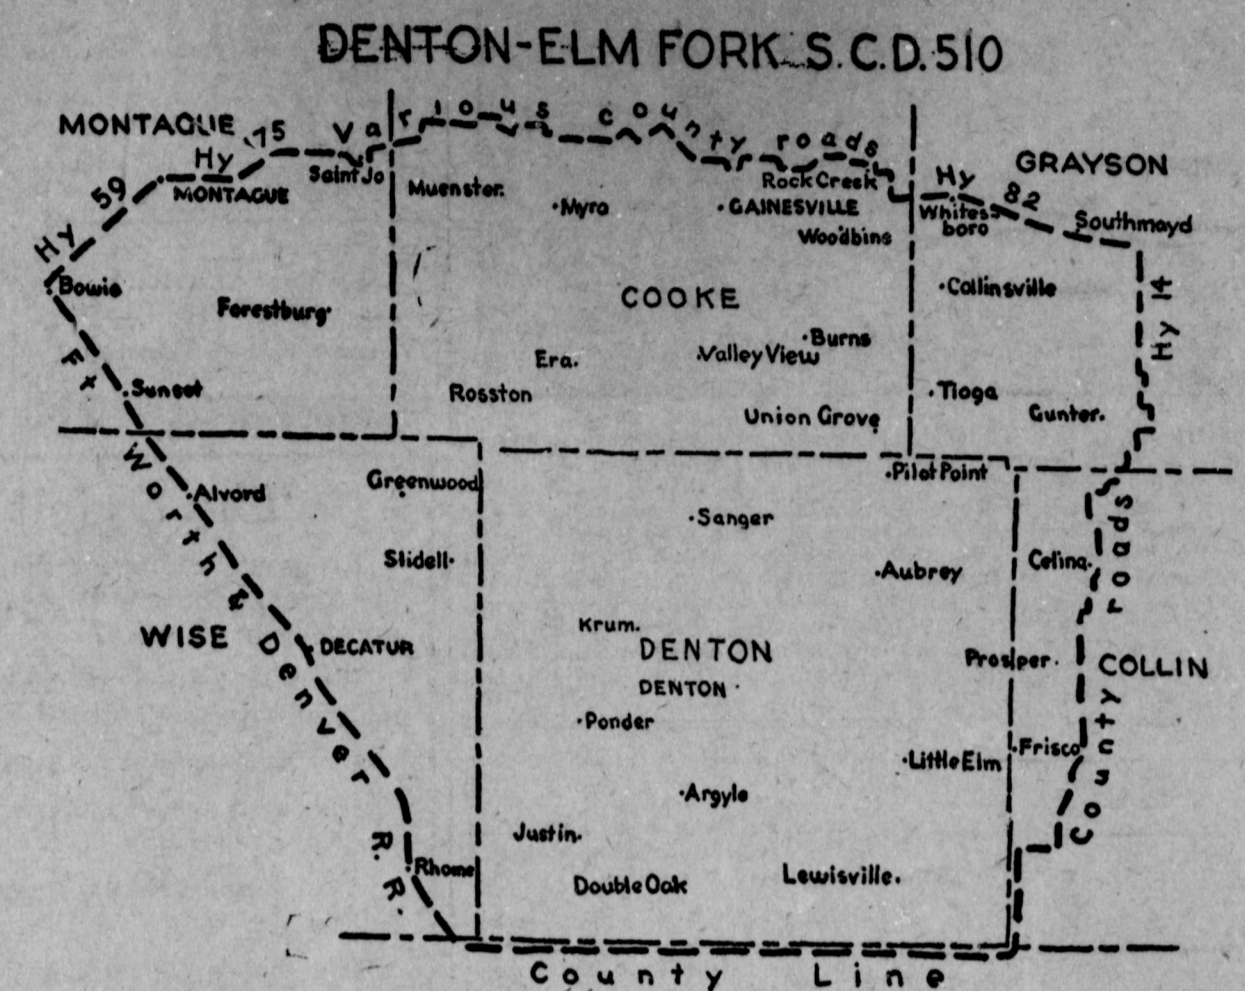 DENTON-ELM FORK S.C.D. 510
MONTAGUE
Hy 59
Hy 75
Various County roads
GRAYSON
Hy 82
MONTAGUE
Saint Jo
Muenster.
Rock Creek
.Myra
.GAINESVILLE
Woodbine
Whites-
boro
Southmayd
.Bowie
Forestburg.
COOKE
.Collinsville
Hy 14
.Burns
.Valley View
Era.
.Sunset
Rosston
Union Grove
.Tioga
Gunter.
Ft Worth & Denver R.R.
Greenwood
.Pilot Point
.Alvord
.Sanger
Slidell.
.Aubrey
Celina.
Krum.
WISE
DECATUR
DENTON
Prosper.
COLLIN
DENTON.
.Ponder
.Little Elm
.Frisco
County roads
.Argyle
Justin.
.Rhome
Double Oak
Lewisville.
County Line